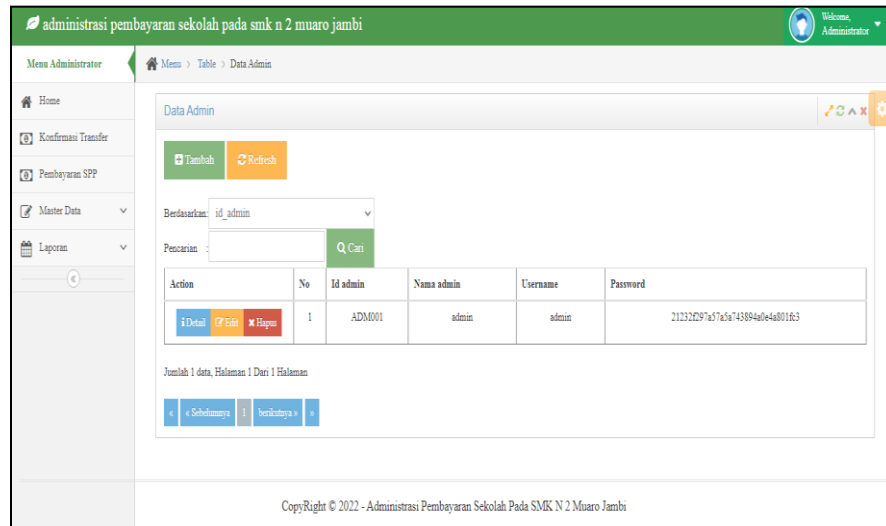 administrasi pembayaran sekolah pada smk n 2 muaro jambi
Welcome,
Administrator
Menu Administrator
Menu > Table > Data Admin
Home
Konfirmasi Transfer
Pembayaran SPP
Master Data
Laporan
Data Admin
Tambah Refresh
Berdasarkan: id_admin
Pencarian : Cari
Action No Id admin Nama admin Username Password
Detail Edit Hapus 1 ADM001 admin admin 21232f297a57a5a743894a0e4a801fc3
Jumlah 1 data, Halaman 1 Dari 1 Halaman
« « Sebelumnya 1 berikutnya » »
CopyRight © 2022 - Administrasi Pembayaran Sekolah Pada SMK N 2 Muaro Jambi